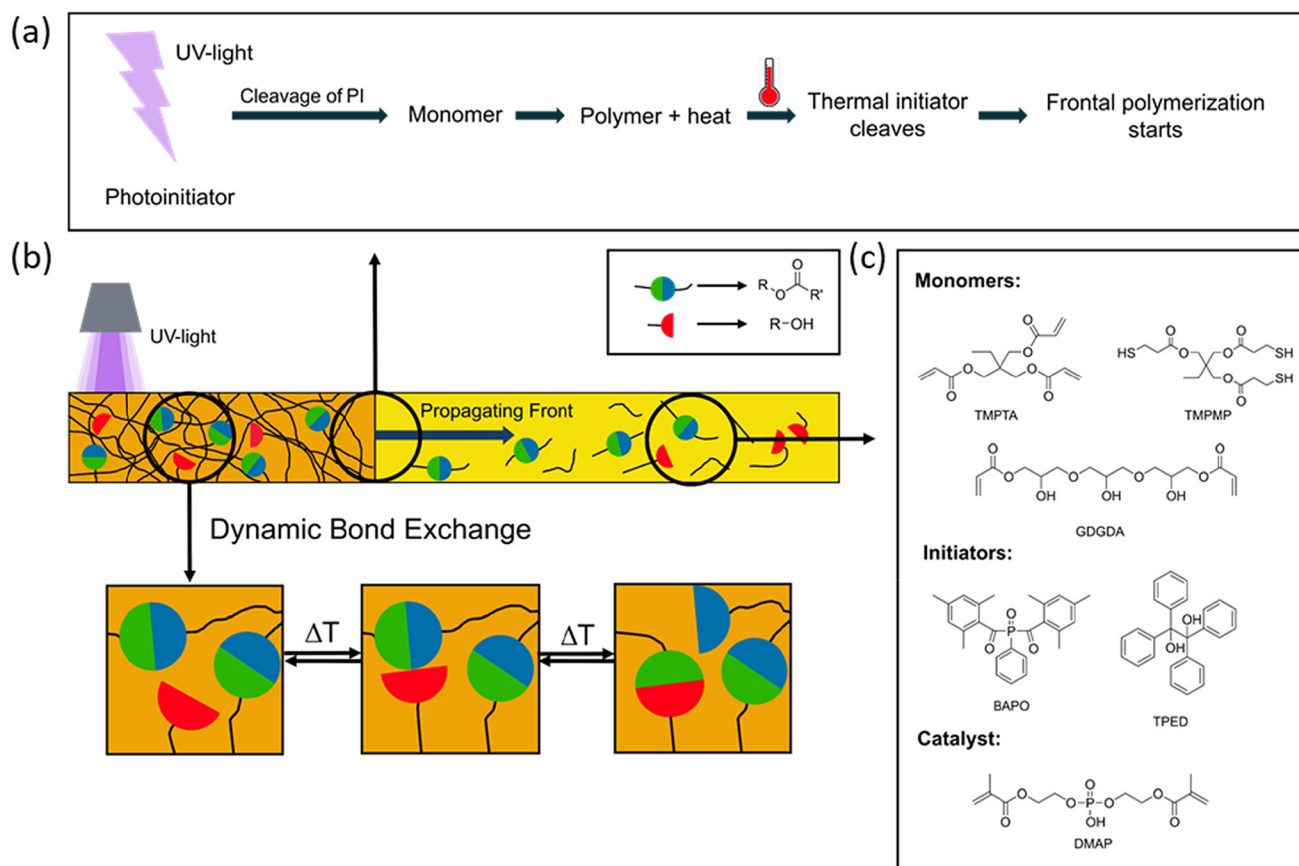 (a)
UV-light
Photoinitiator
Cleavage of PI
Monomer
Polymer + heat
Thermal initiator
cleaves
Frontal polymerization
starts
(b)
UV-light
R
O
O
R'
R-OH
Propagating Front
Dynamic Bond Exchange
ΔT
ΔT
(c)
Monomers:
O
O
O
O
O
O
TMPTA
HS
O
O
O
O
SH
O
O
SH
TMPMP
O
O
OH
O
OH
O
OH
O
O
GDGDA
Initiators:
O
P
O
O
BAPO
OH
OH
TPED
Catalyst:
O
O
O
P
O
OH
O
O
O
DMAP